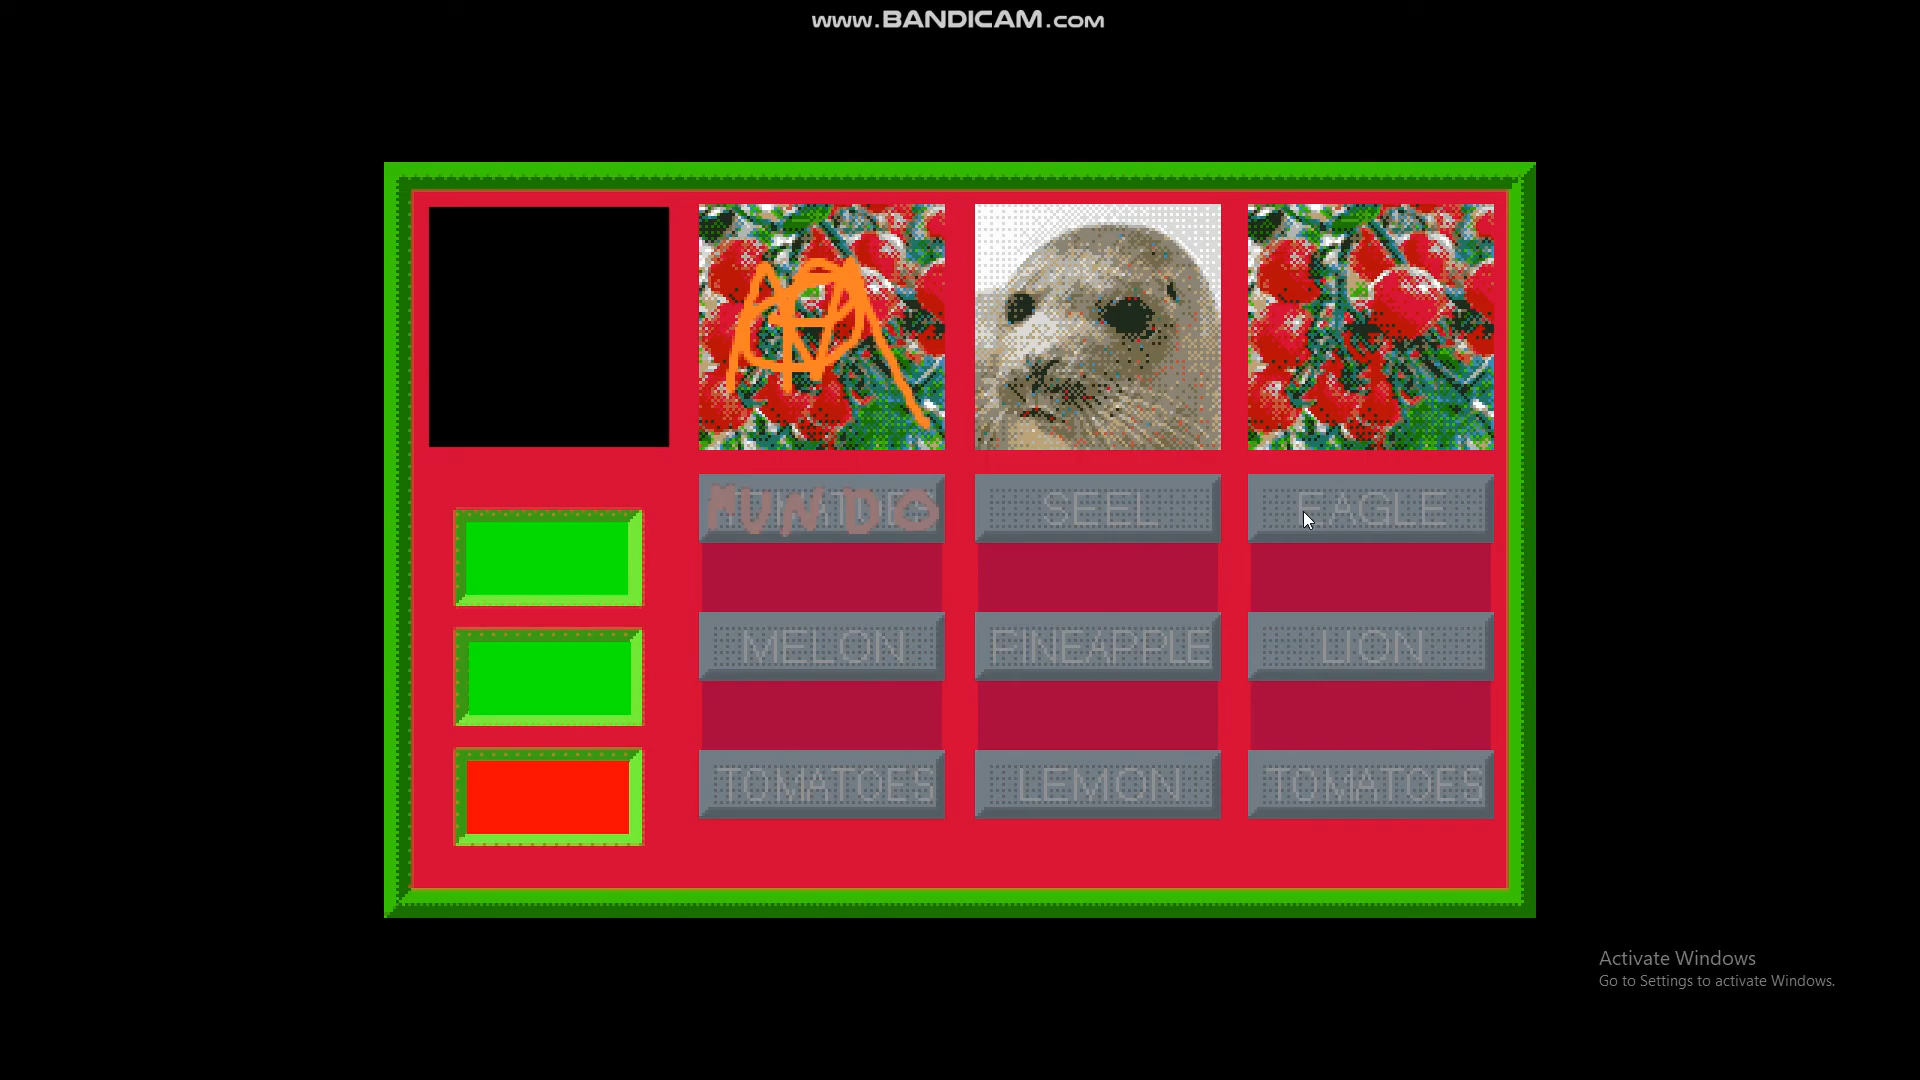 www.BANDICAM.com
MUNDO
SEEL
EAGLE
MELON
FINEAPPLE
LION
TOMATOES
LEMON
TOMATOES
Activate Windows
Go to Settings to activate Windows.